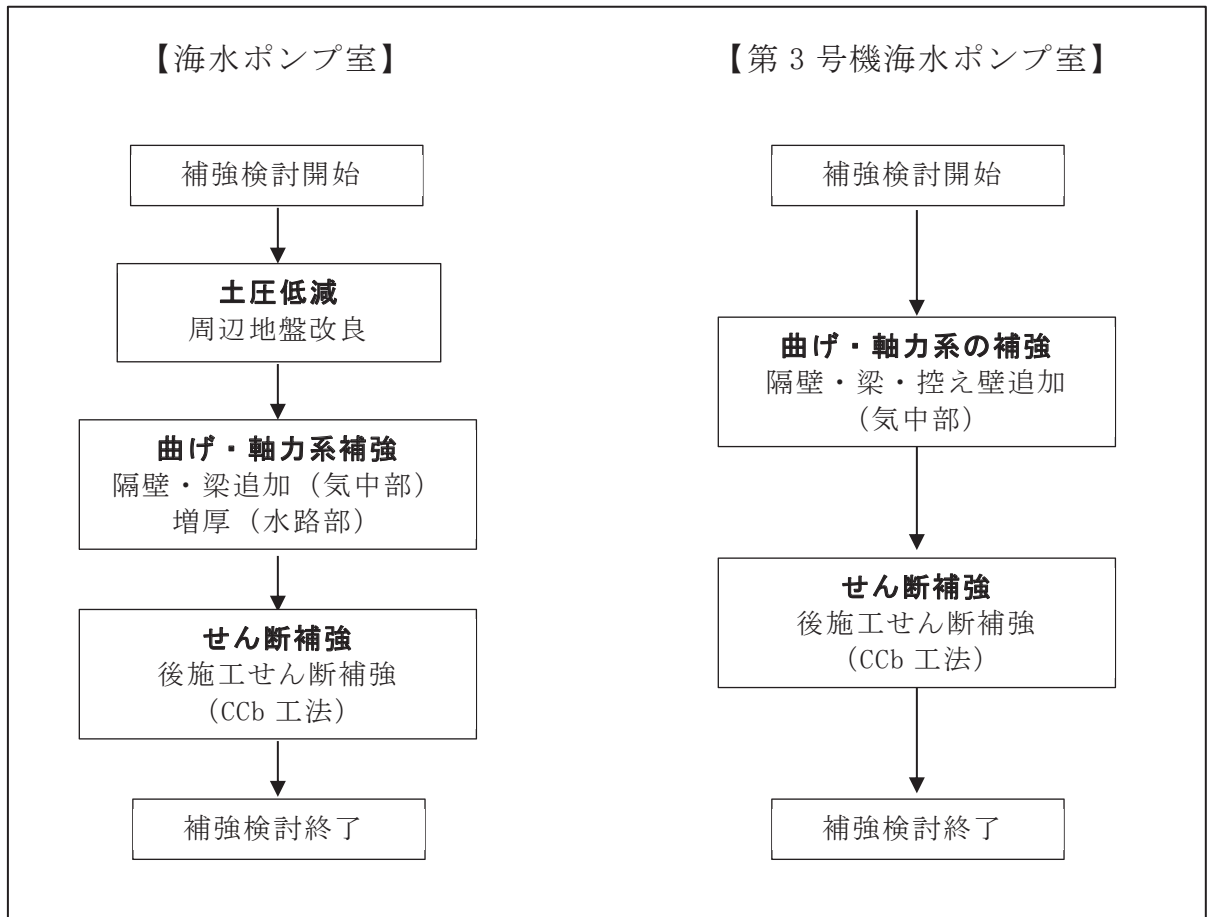 【海水ポンプ室】
補強検討開始
土圧低減
周辺地盤改良
曲げ・軸力系補強
隔壁・梁追加（気中部）
増厚（水路部）
せん断補強
後施工せん断補強
（CCb 工法）
補強検討終了
【第 3 号機海水ポンプ室】
補強検討開始
曲げ・軸力系の補強
隔壁・梁・控え壁追加
（気中部）
せん断補強
後施工せん断補強
（CCb 工法）
補強検討終了